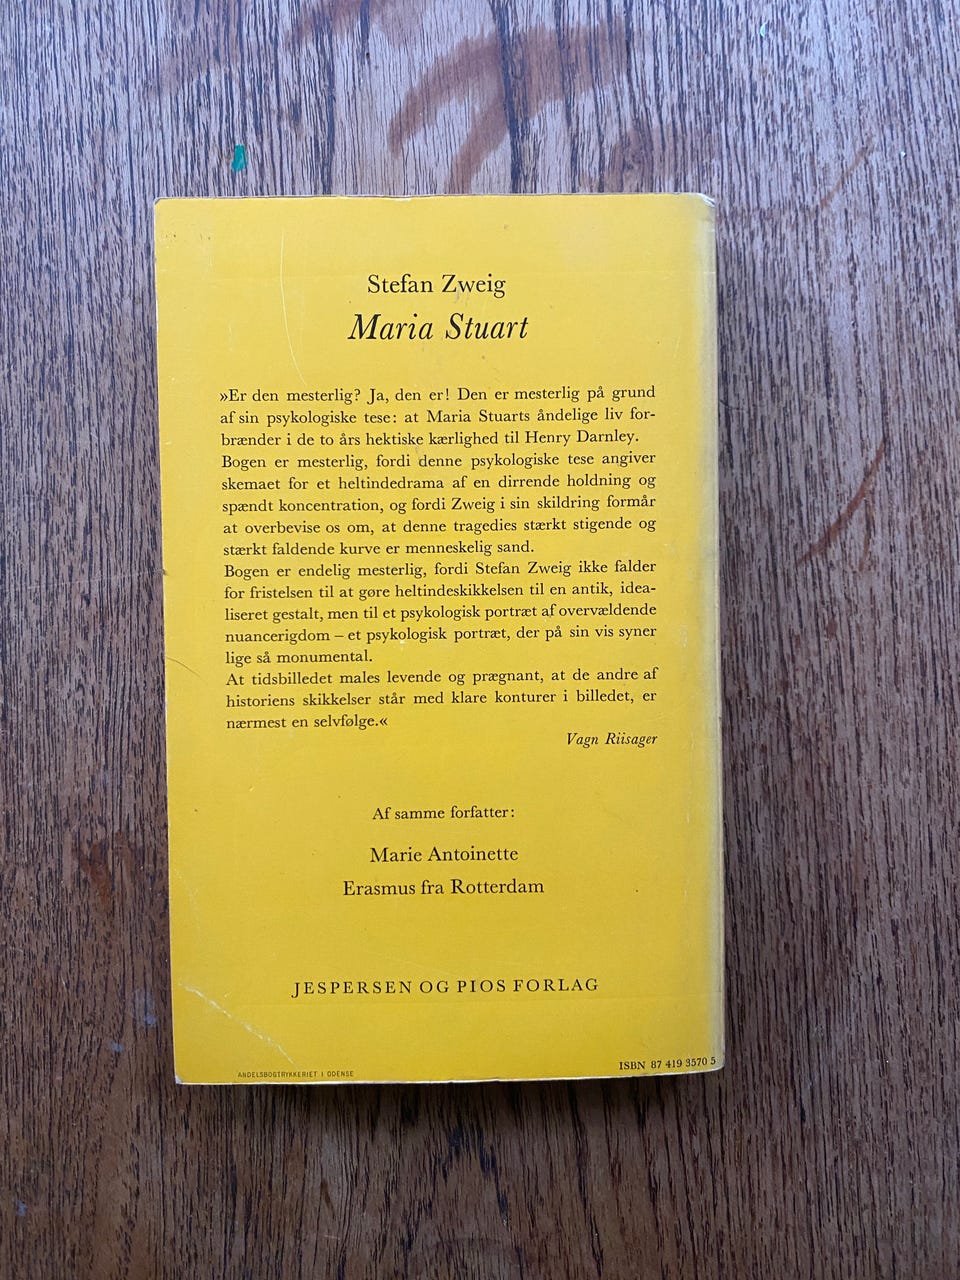 Stefan Zweig
Maria Stuart
»Er den mesterlig? Ja, den er! Den er mesterlig på grund
af sin psykologiske tese: at Maria Stuarts åndelige liv for-
brænder i de to års hektiske kærlighed til Henry Darnley.
Bogen er mesterlig, fordi denne psykologiske tese angiver
skemaet for et heltindedrama af en dirrende holdning og
spændt koncentration, og fordi Zweig i sin skildring formår
at overbevise os om, at denne tragedies stærkt stigende og
stærkt faldende kurve er menneskelig sand.
Bogen er endelig mesterlig, fordi Stefan Zweig ikke falder
for fristelsen til at gøre heltindeskikkelsen til en antik, idea-
liseret gestalt, men til et psykologisk portræt af overvældende
nuancerigdom – et psykologisk portræt, der på sin vis syner
lige så monumental.
At tidsbilledet males levende og prægnant, at de andre af
historiens skikkelser står med klare konturer i billedet, er
nærmest en selvfølge.«
Vagn Riisager
Af samme forfatter:
Marie Antoinette
Erasmus fra Rotterdam
JESPERSEN OG PIOS FORLAG
ANDELSBOGTRYKKERIET I ODENSE
ISBN 87 419 3570 5